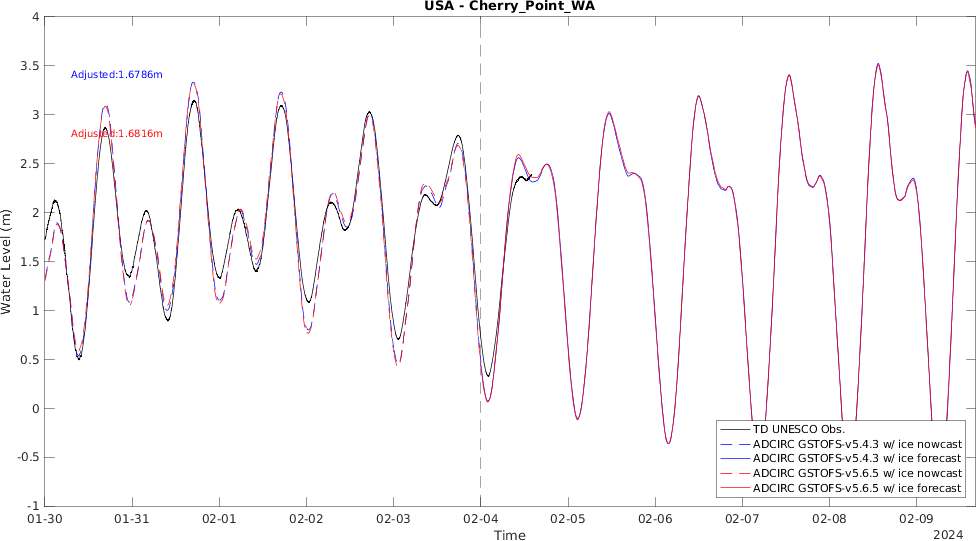 USA - Cherry_Point_WA
4
3.5
3
2.5
2
1.5
1
0.5
0
-0.5
-1
Water Level (m)
Adjusted:1.6786m
Adjusted:1.6816m
TD UNESCO Obs.
ADCIRC GSTOFS-v5.4.3 w/ ice nowcast
ADCIRC GSTOFS-v5.4.3 w/ ice forecast
ADCIRC GSTOFS-v5.6.5 w/ ice nowcast
ADCIRC GSTOFS-v5.6.5 w/ ice forecast
01-30 01-31 02-01 02-02 02-03 02-04 02-05 02-06 02-07 02-08 02-09
Time
2024